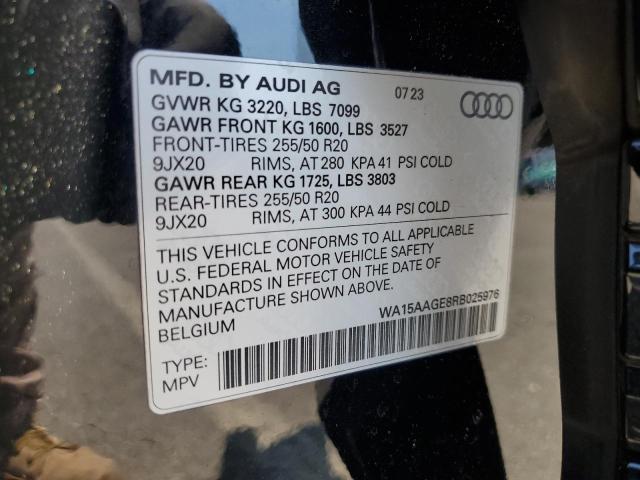 MFD. BY AUDI AG 07 23
GVWR KG 3220, LBS 7099
GAWR FRONT KG 1600, LBS 3527
FRONT-TIRES 255/50 R20
9JX20 RIMS, AT 280 KPA 41 PSI COLD
GAWR REAR KG 1725, LBS 3803
REAR-TIRES 255/50 R20
9JX20 RIMS, AT 300 KPA 44 PSI COLD
THIS VEHICLE CONFORMS TO ALL APPLICABLE
U.S. FEDERAL MOTOR VEHICLE SAFETY
STANDARDS IN EFFECT ON THE DATE OF
MANUFACTURE SHOWN ABOVE.
BELGIUM
WA15AAGE8RB025976
TYPE:
MPV